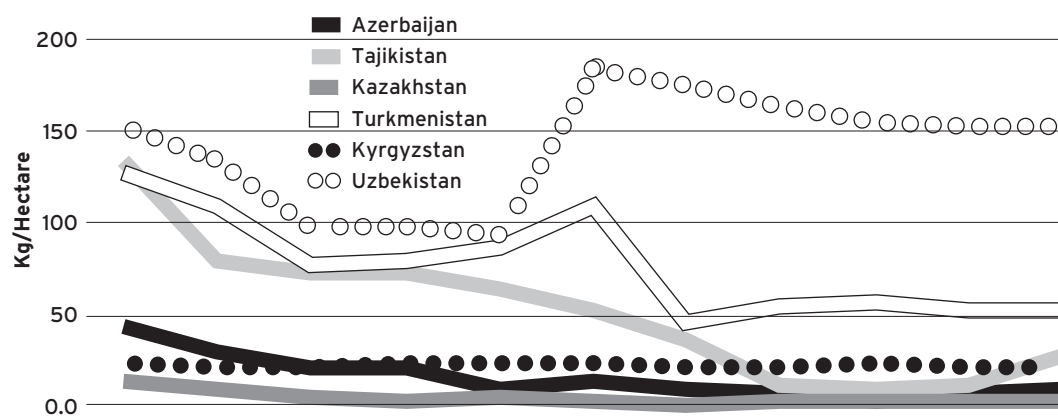 200
150
100
50
0.0
Kg/Hectare
Azerbaijan
Tajikistan
Kazakhstan
Turkmenistan
Kyrgyzstan
Uzbekistan